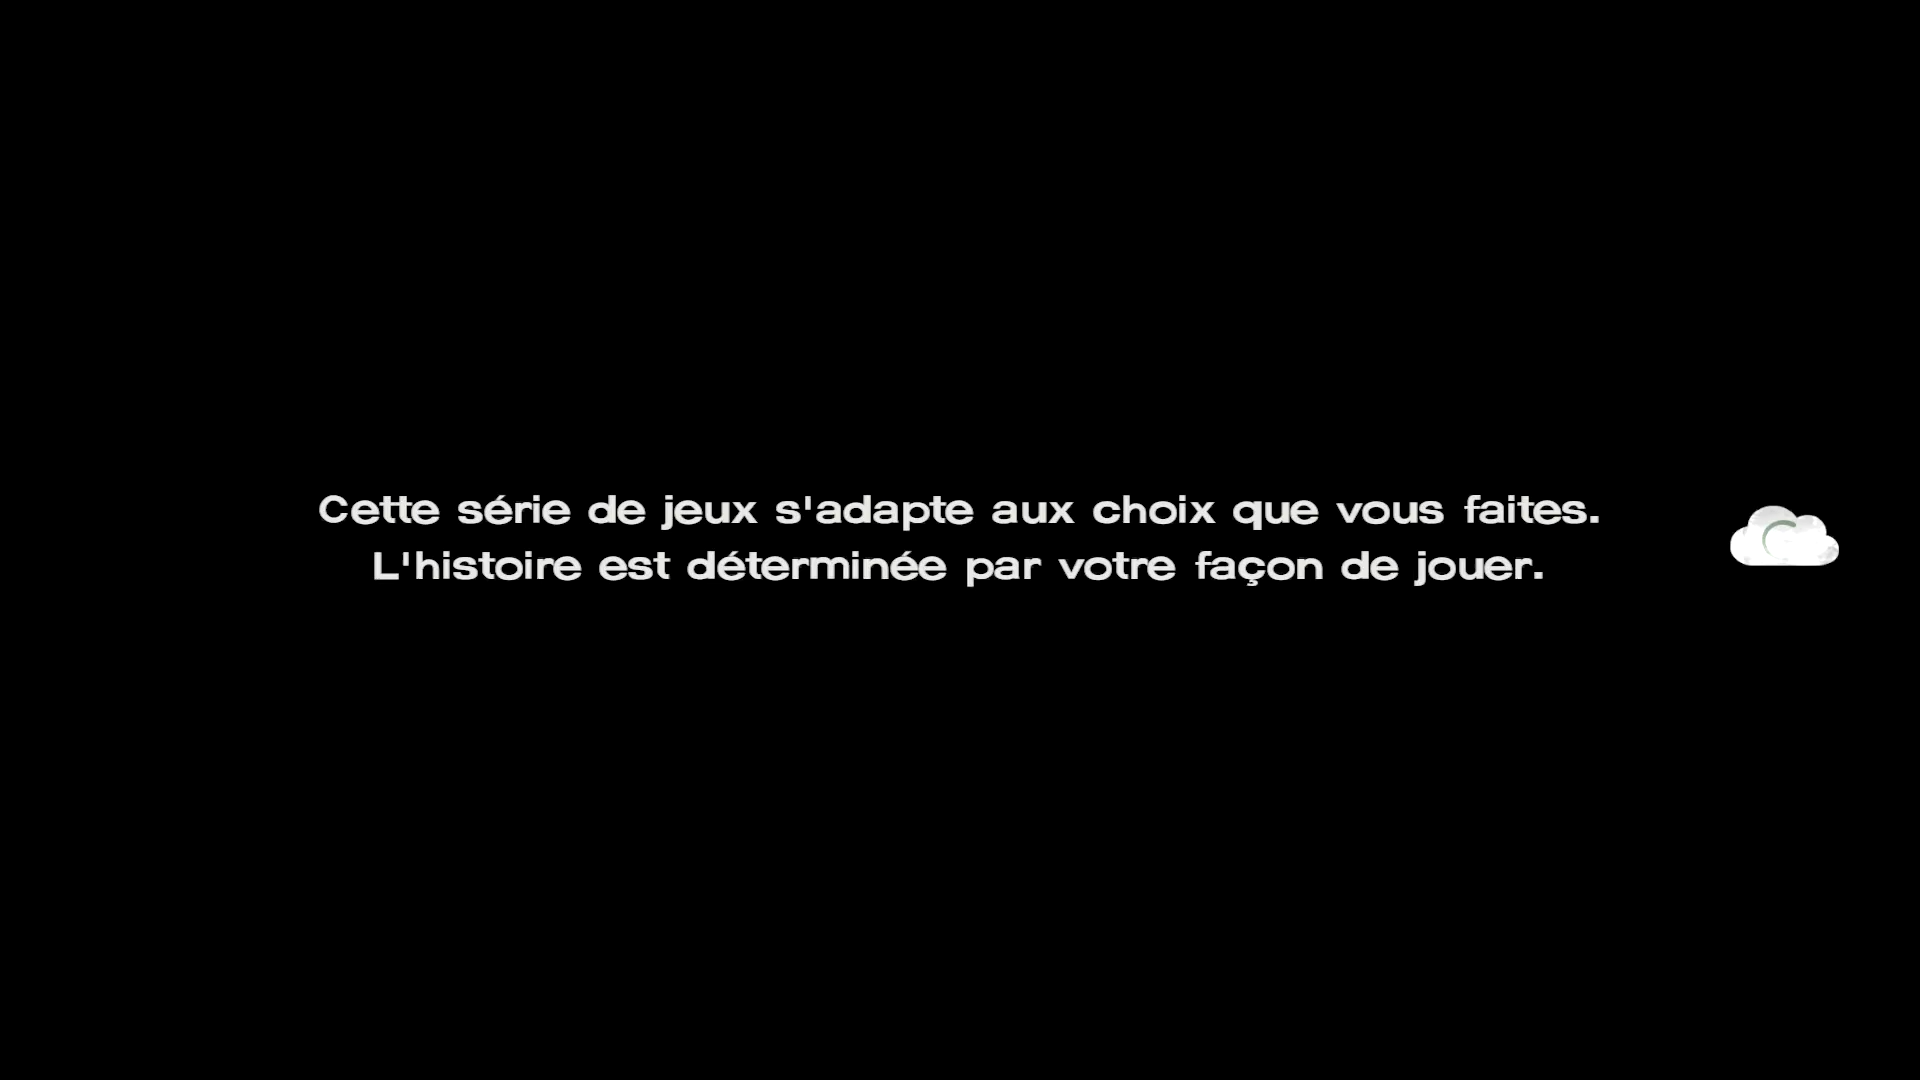 Cette série de jeux s'adapte aux choix que vous faites.
L'histoire est déterminée par votre façon de jouer.